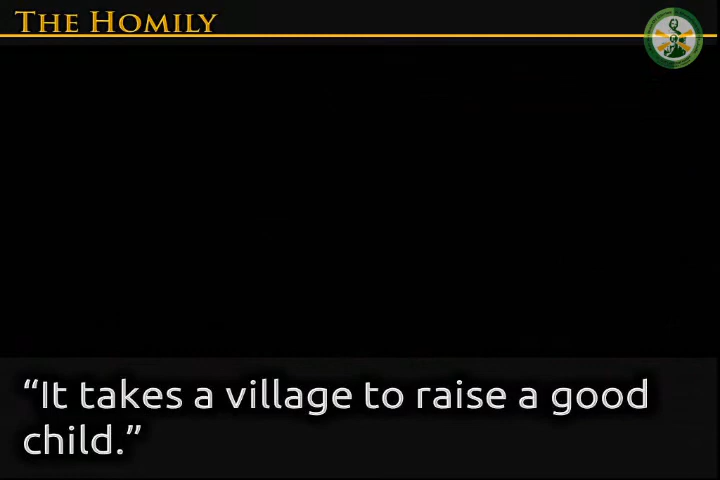 THE HOMILY
“It takes a village to raise a good
child.”